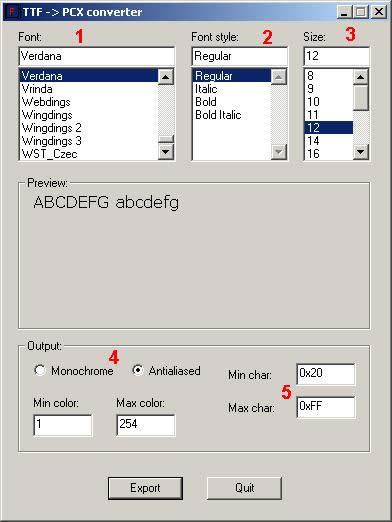 TTF -> PCX converter
Font: 1 Font style: 2 Size: 3
Verdana Regular 12
Verdana Regular 8
Vrinda Italic 9
Webdings Bold 10
Wingdings Bold Italic 11
Wingdings 2 12
Wingdings 3 14
WST_Czec 16
Preview:
ABCDEFG abcdefg
Output:
4
Monochrome Antialiased Min char: 0x20
5
Min color: Max color: Max char: 0xFF
1 254
Export Quit